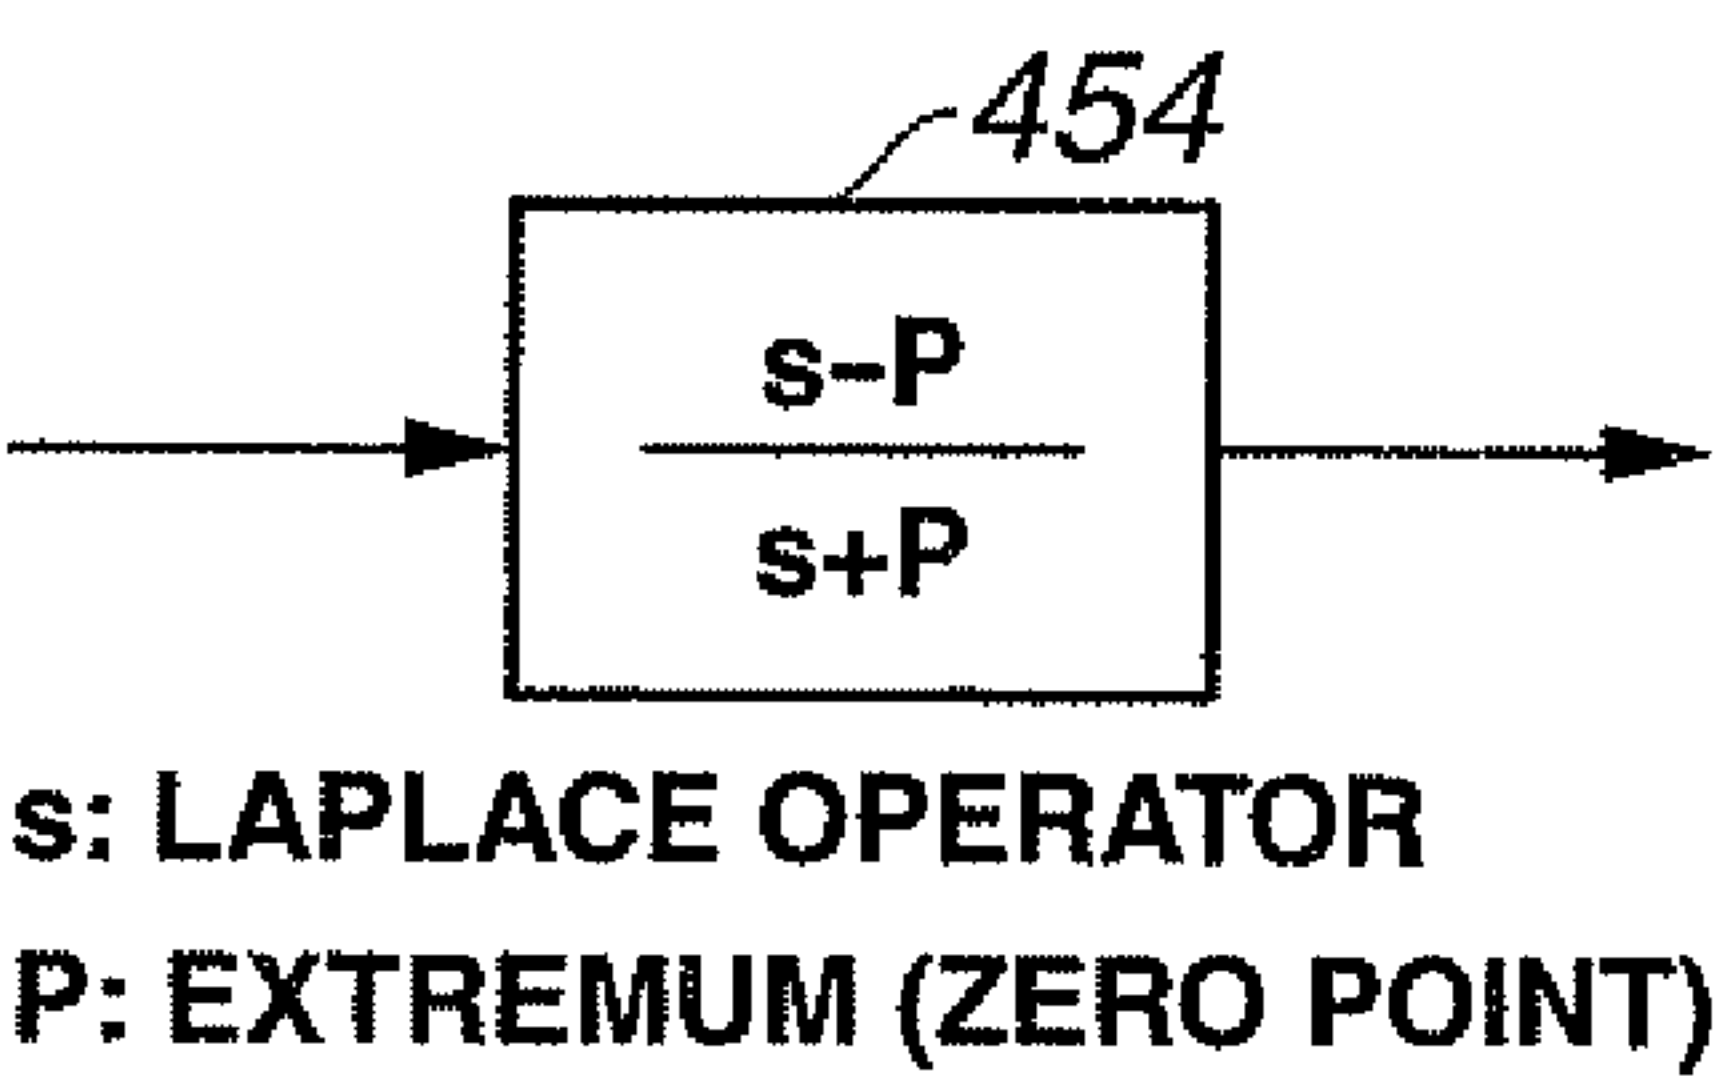 454
s–P
s+P
s: LAPLACE OPERATOR
P: EXTREMUM (ZERO POINT)